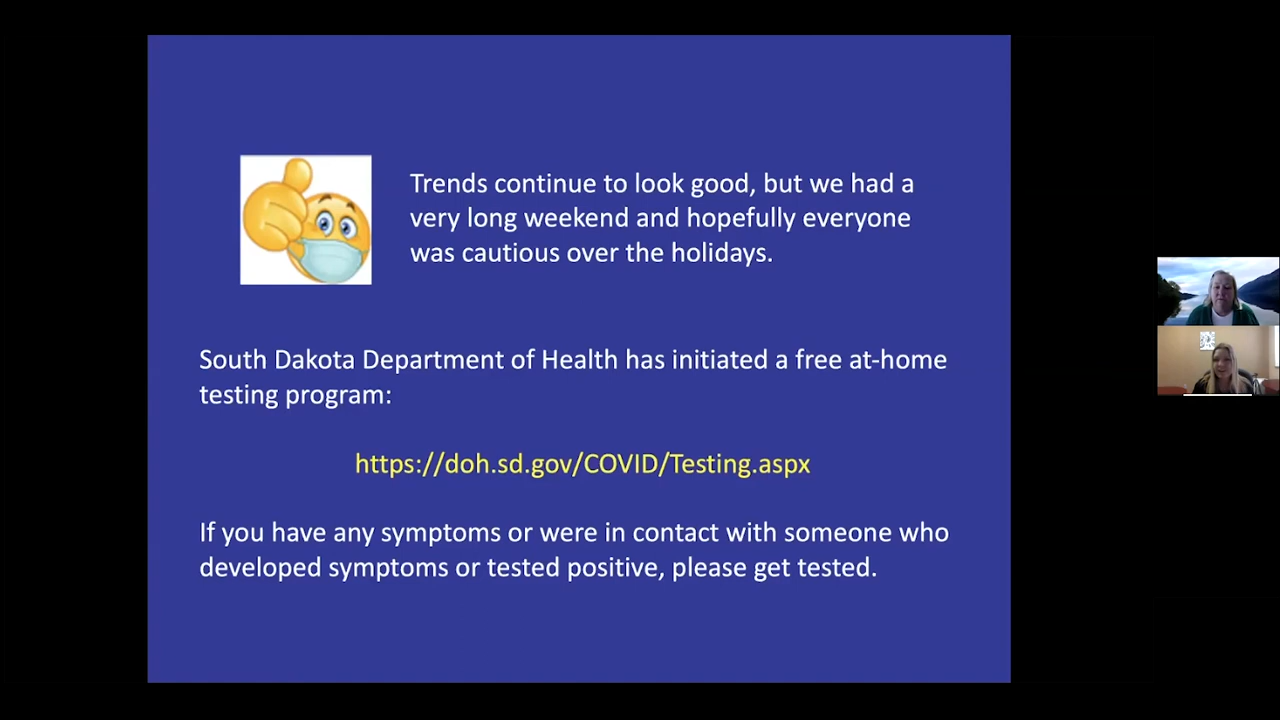 Trends continue to look good, but we had a
very long weekend and hopefully everyone
was cautious over the holidays.
South Dakota Department of Health has initiated a free at-home
testing program:
https://doh.sd.gov/COVID/Testing.aspx
If you have any symptoms or were in contact with someone who
developed symptoms or tested positive, please get tested.